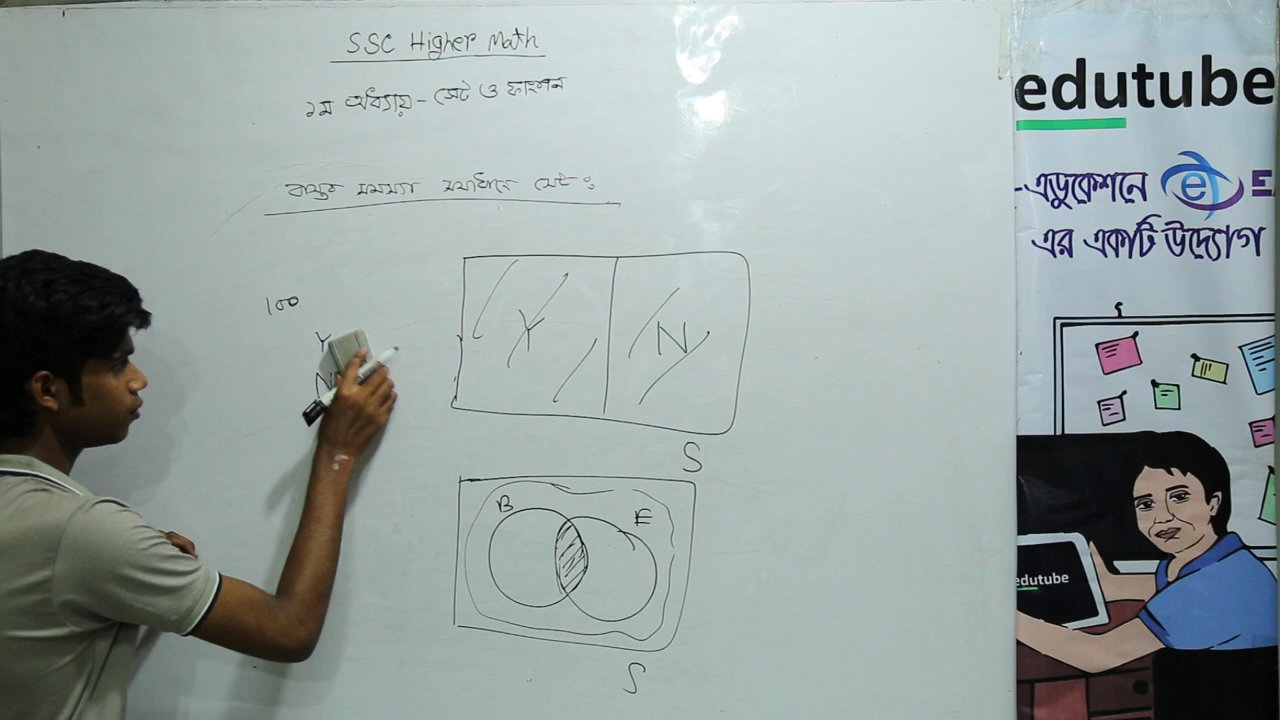 SSC Higher Math
১ম অধ্যায় - সেট ও ফাংশন
বাস্তব সমস্যা সমাধানে সেট:
100
Y
N
Y
N
S
B
E
S
edutube
-এডুকেশনে
e
E
এর একটি উদ্যোগ
edutube